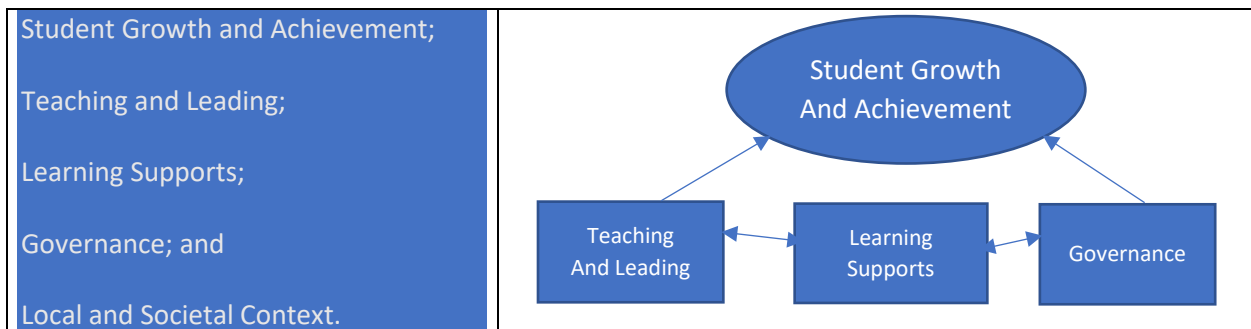 Student Growth and Achievement;
Teaching and Leading;
Learning Supports;
Governance; and
Local and Societal Context.
Student Growth
And Achievement
Teaching
And Leading
Learning
Supports
Governance